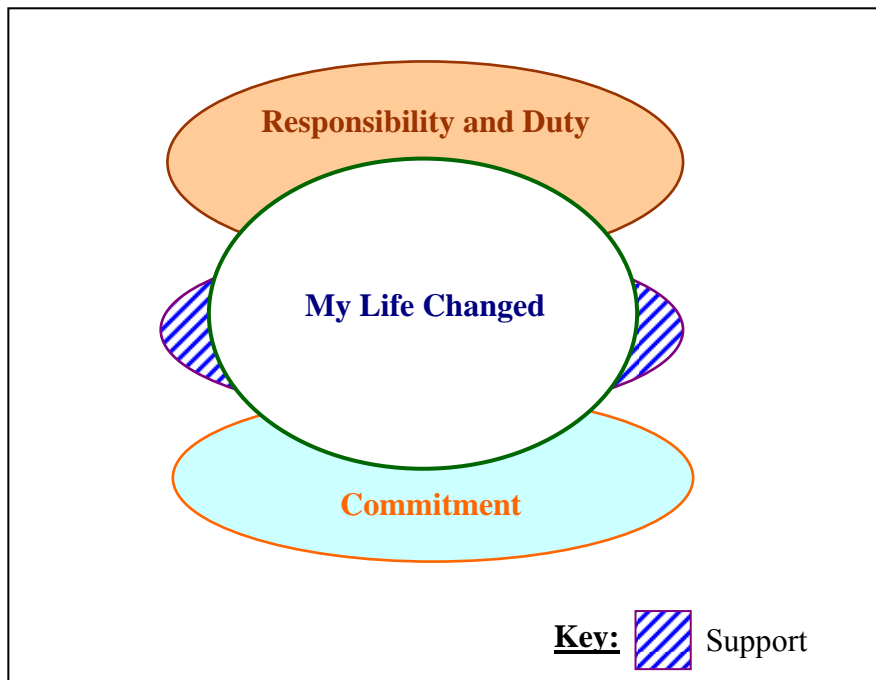 Responsibility and Duty
My Life Changed
Commitment
Key: Support